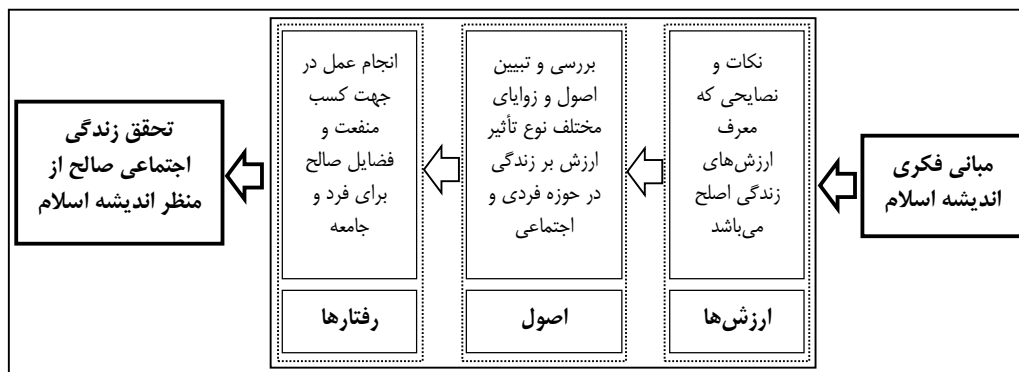 مبانی فکری
اندیشه اسلام
نکات و
نصایحی که
معرف
ارزش‌های
زندگی اصلح
می‌باشد
ارزش‌ها
بررسی و تبیین
اصول و زوایای
مختلف نوع تأثیر
ارزش بر زندگی
در حوزه فردی و
اجتماعی
اصول
انجام عمل در
جهت کسب
منفعت و
فضایل صالح
برای فرد و
جامعه
رفتارها
تحقق زندگی
اجتماعی صالح از
منظر اندیشه اسلام